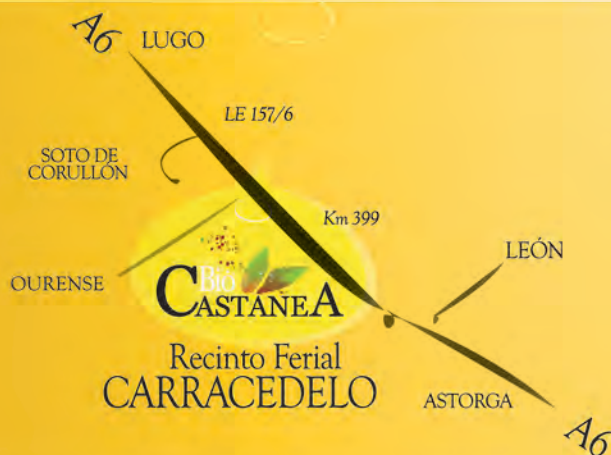 A6
LUGO
LE 157/6
SOTO DE
CORULLÓN
Km 399
LEÓN
OURENSE
Bio
CASTANEA
Recinto Ferial
CARRACEDELO
ASTORGA
A6